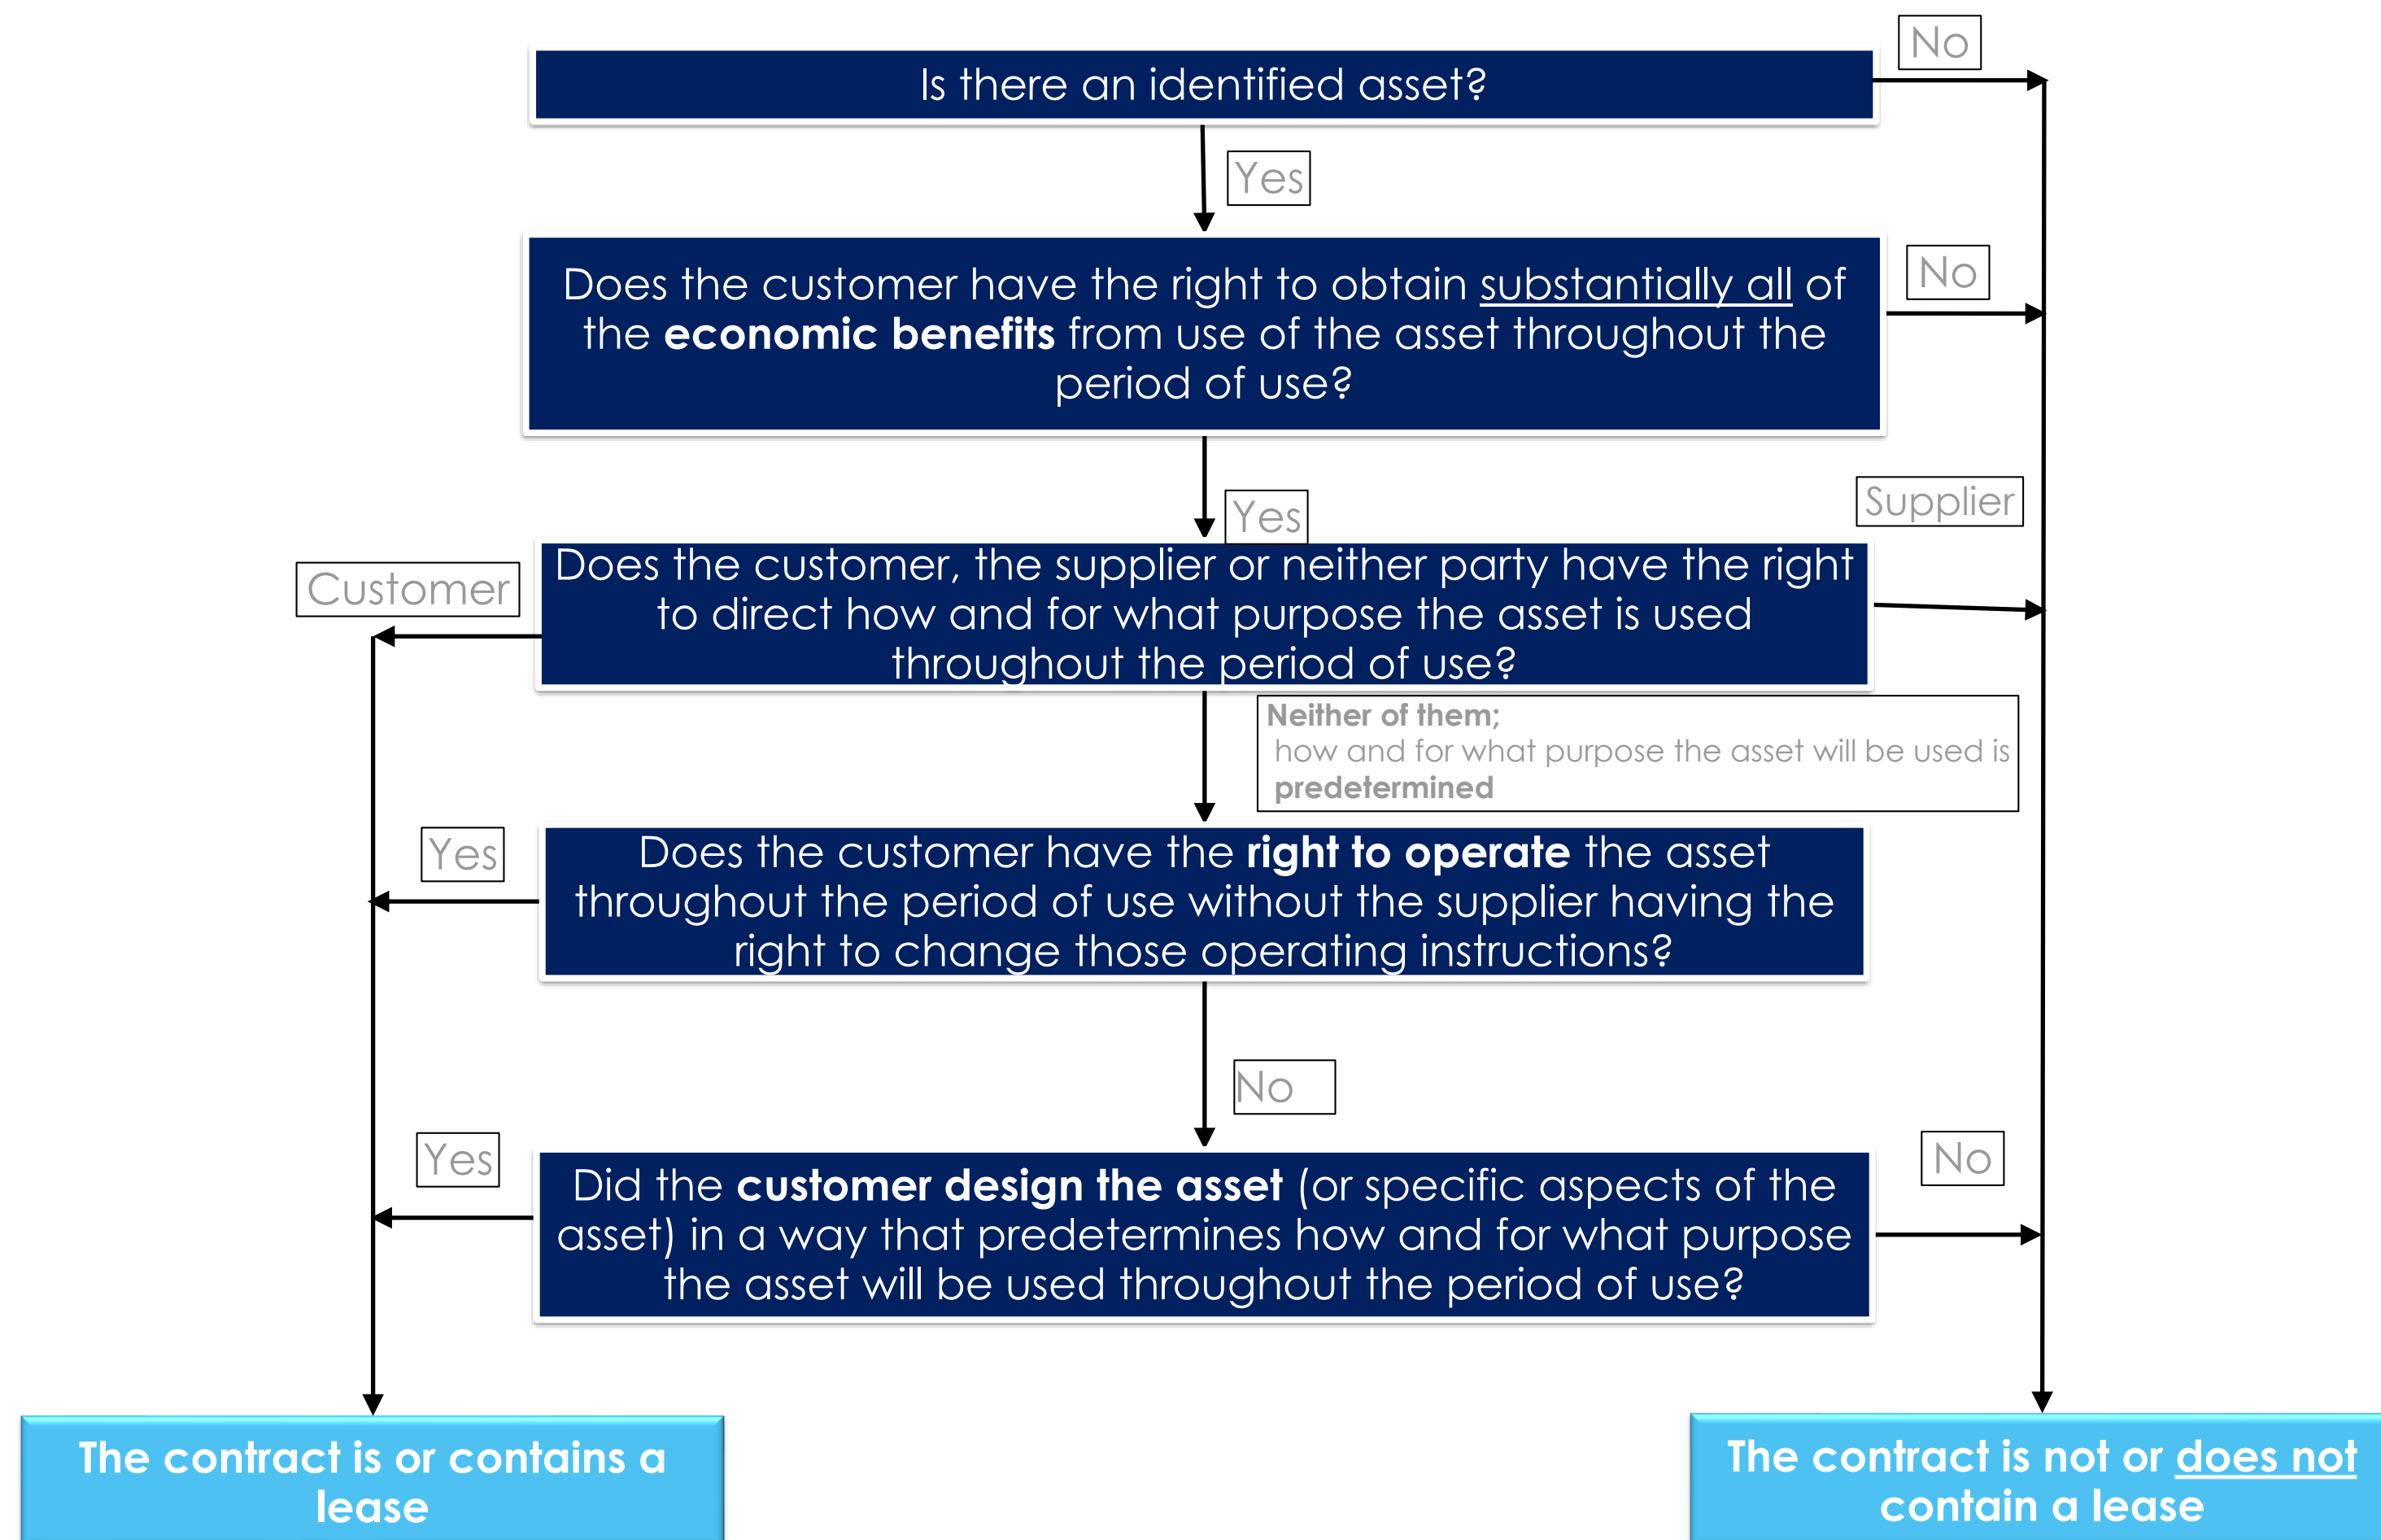 No
Is there an identified asset?
Yes
Does the customer have the right to obtain substantially all of
the economic benefits from use of the asset throughout the
period of use?
No
Yes
Supplier
Customer
Does the customer, the supplier or neither party have the right
to direct how and for what purpose the asset is used
throughout the period of use?
Neither of them;
how and for what purpose the asset will be used is
predetermined
Yes
Does the customer have the right to operate the asset
throughout the period of use without the supplier having the
right to change those operating instructions?
No
Yes
Did the customer design the asset (or specific aspects of the
asset) in a way that predetermines how and for what purpose
the asset will be used throughout the period of use?
No
The contract is or contains a
lease
The contract is not or does not
contain a lease